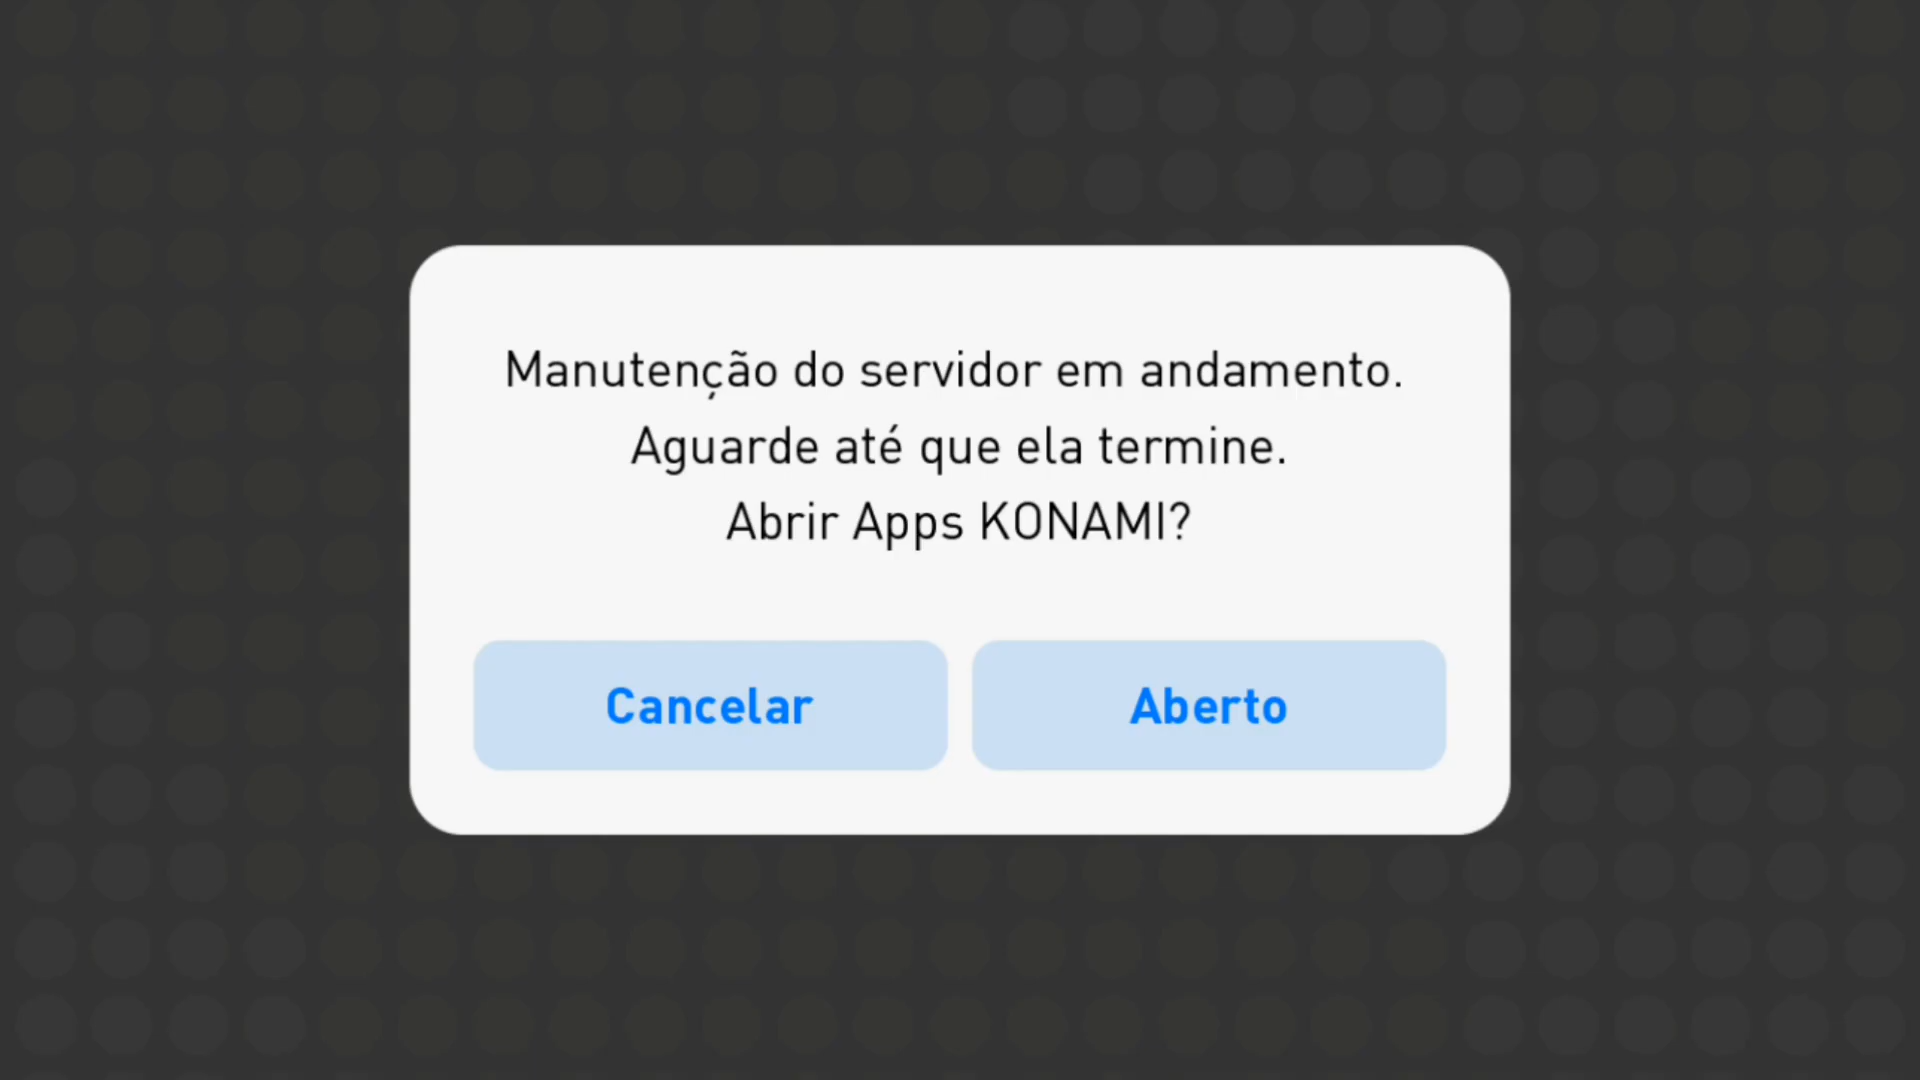 Manutenção do servidor em andamento.
Aguarde até que ela termine.
Abrir Apps KONAMI?
Cancelar
Aberto